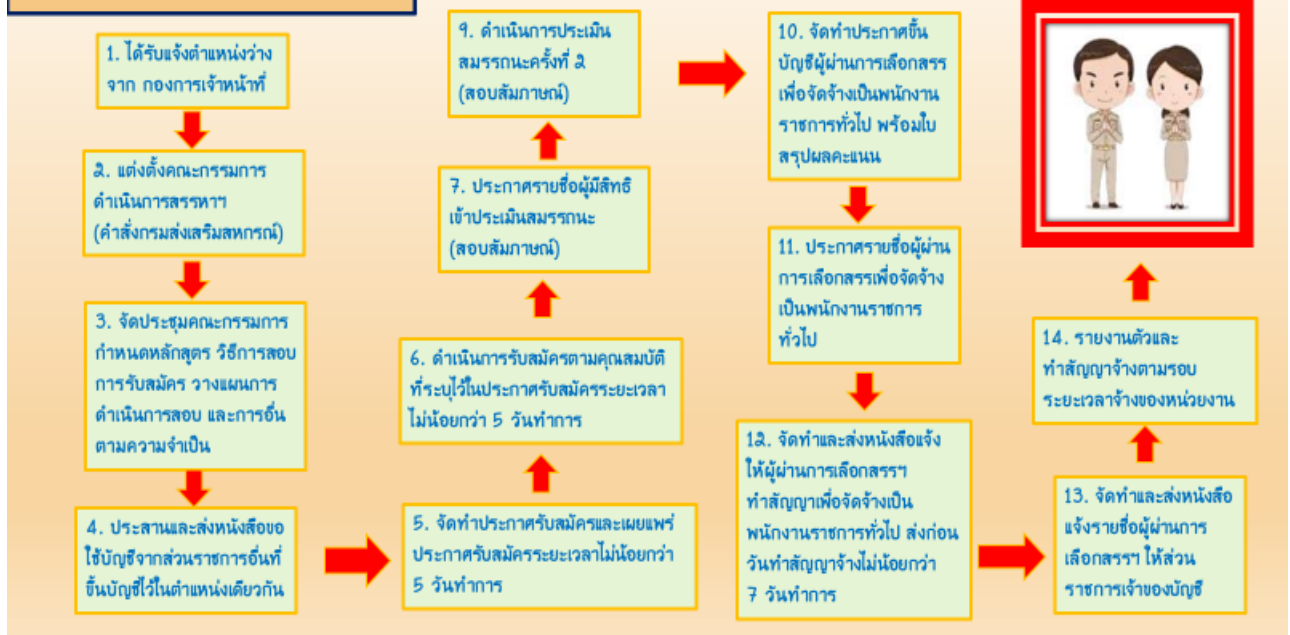 1. ได้รับแจ้งตำแหน่งว่าง
จาก กองการเจ้าหน้าที่
2. แต่งตั้งคณะกรรมการ
ดำเนินการสรรหาฯ
(คำสั่งกรมส่งเสริมสหกรณ์)
3. จัดประชุมคณะกรรมการ
กำหนดหลักสูตร วิธีการสอบ
การรับสมัคร วางแผนการ
ดำเนินการสอบ และการอื่น
ตามความจำเป็น
4. ประสานและส่งหนังสือขอ
ใช้บัญชีจากส่วนราชการอื่นที่
ขึ้นบัญชีไว้ในตำแหน่งเดียวกัน
5. จัดทำประกาศรับสมัครและเผยแพร่
ประกาศรับสมัครระยะเวลาไม่น้อยกว่า
5 วันทำการ
6. ดำเนินการรับสมัครตามคุณสมบัติ
ที่ระบุไว้ในประกาศรับสมัครระยะเวลา
ไม่น้อยกว่า 5 วันทำการ
7. ประกาศรายชื่อผู้มีสิทธิ
เข้าประเมินสมรรถนะ
(สอบสัมภาษณ์)
9. ดำเนินการประเมิน
สมรรถนะครั้งที่ 2
(สอบสัมภาษณ์)
10. จัดทำประกาศขึ้น
บัญชีผู้ผ่านการเลือกสรร
เพื่อจัดจ้างเป็นพนักงาน
ราชการทั่วไป พร้อมใบ
สรุปผลคะแนน
11. ประกาศรายชื่อผู้ผ่าน
การเลือกสรรเพื่อจัดจ้าง
เป็นพนักงานราชการ
ทั่วไป
12. จัดทำและส่งหนังสือแจ้ง
ให้ผู้ผ่านการเลือกสรรฯ
ทำสัญญาเพื่อจัดจ้างเป็น
พนักงานราชการทั่วไป ส่งก่อน
วันทำสัญญาจ้างไม่น้อยกว่า
7 วันทำการ
13. จัดทำและส่งหนังสือ
แจ้งรายชื่อผู้ผ่านการ
เลือกสรรฯ ให้ส่วน
ราชการเจ้าของบัญชี
14. รายงานตัวและ
ทำสัญญาจ้างตามรอบ
ระยะเวลาจ้างของหน่วยงาน